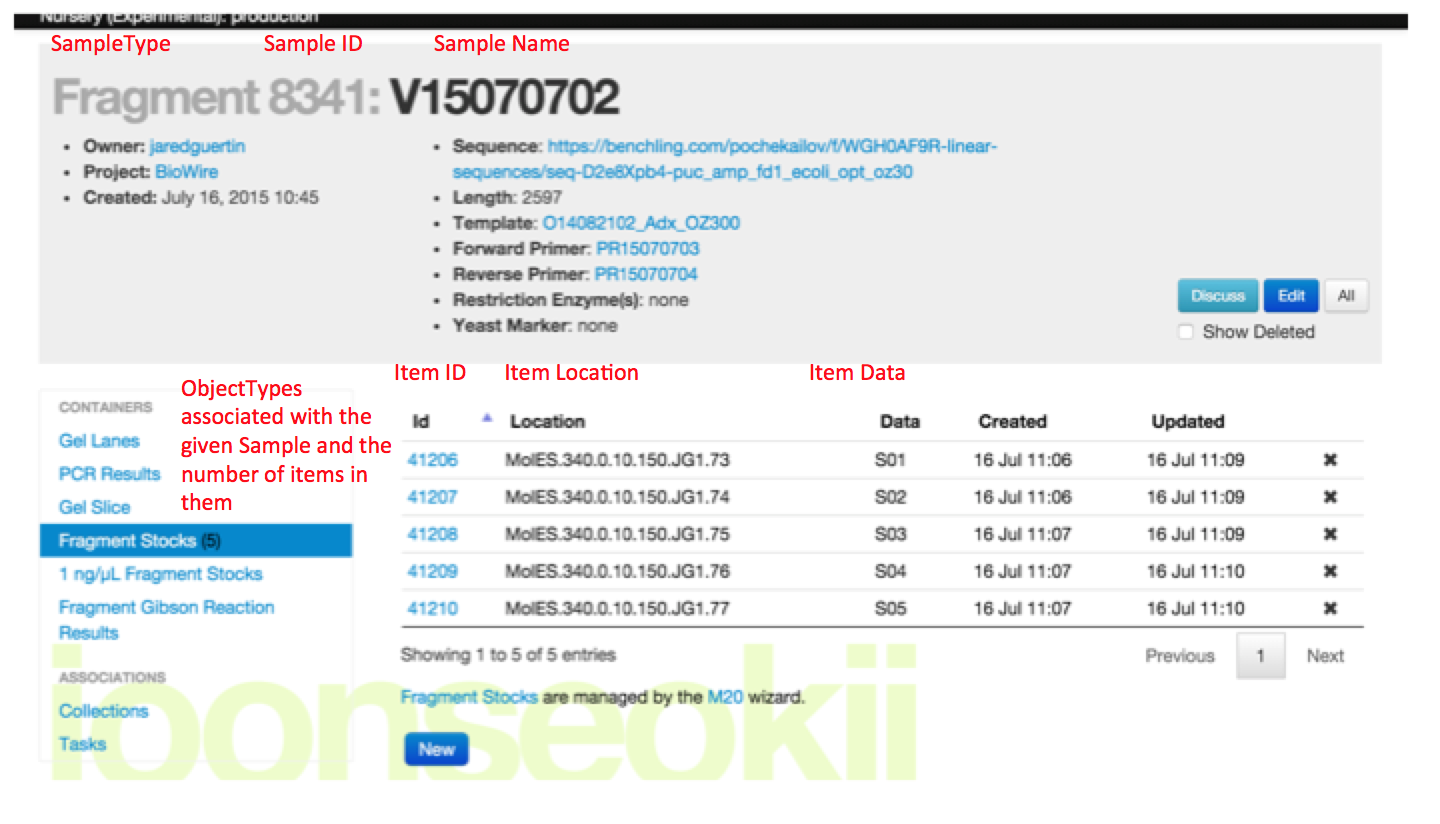 Nursery (Experimental): production
SampleType Sample ID Sample Name
Fragment 8341: V15070702
Owner: jaredguertin
Project: BioWire
Created: July 16, 2015 10:45
Sequence: https://benchling.com/pochekailov/f/WGH0AF9R-linear-
sequences/seq-D2e8Xpb4-puc_amp_fd1_ecoli_opt_oz30
Length: 2597
Template: O14082102_Adx_OZ300
Forward Primer: PR15070703
Reverse Primer: PR15070704
Restriction Enzyme(s): none
Yeast Marker: none
Discuss Edit All
Show Deleted
CONTAINERS
Gel Lanes
PCR Results
Gel Slice
Fragment Stocks (5)
1 ng/µL Fragment Stocks
Fragment Gibson Reaction
Results
ASSOCIATIONS
Collections
Tasks
ObjectTypes
associated with the
given Sample and the
number of items in
them
Item ID Item Location Item Data
Id Location Data Created Updated
41206 MolES.340.0.10.150.JG1.73 S01 16 Jul 11:06 16 Jul 11:09 ✖
41207 MolES.340.0.10.150.JG1.74 S02 16 Jul 11:06 16 Jul 11:09 ✖
41208 MolES.340.0.10.150.JG1.75 S03 16 Jul 11:07 16 Jul 11:09 ✖
41209 MolES.340.0.10.150.JG1.76 S04 16 Jul 11:07 16 Jul 11:10 ✖
41210 MolES.340.0.10.150.JG1.77 S05 16 Jul 11:07 16 Jul 11:10 ✖
Showing 1 to 5 of 5 entries
Previous 1 Next
Fragment Stocks are managed by the M20 wizard.
New
joonseokii